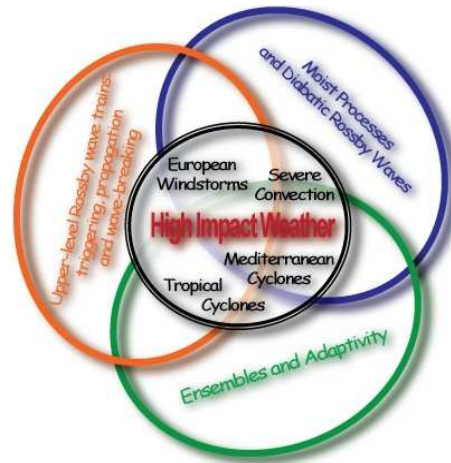 Upper-level Rossby wave trains:
triggering, propagation
and wave-breaking
Moist Processes
and Diabatic Rossby Waves
European
Windstorms
Severe
Convection
High Impact Weather
Mediterranean
Cyclones
Tropical
Cyclones
Ensembles and Adaptivity